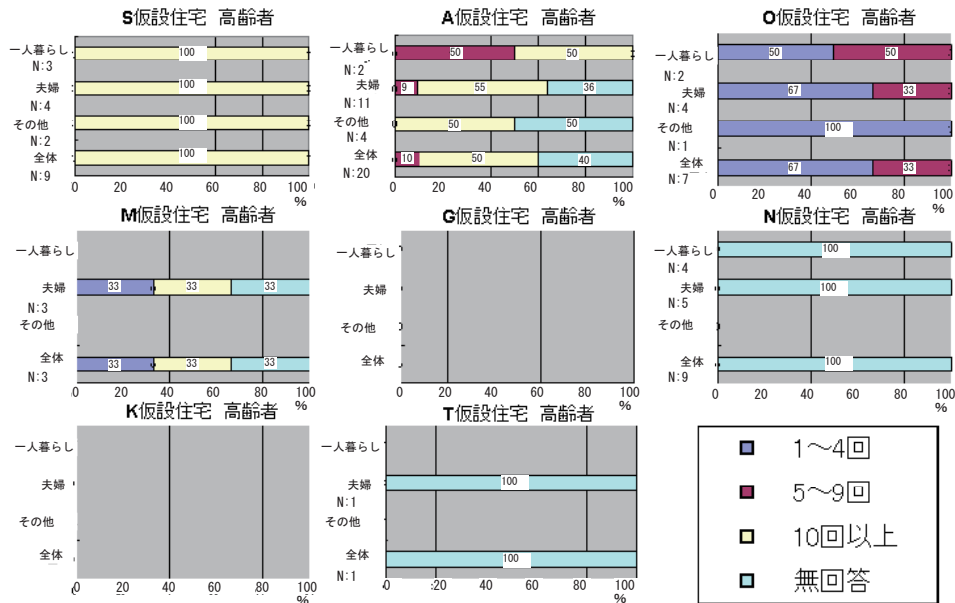 S仮設住宅 高齢者
一人暮らし 100
N:3
夫婦 100
N:4
その他 100
N:2
全体 100
N:9
0 20 40 60 80 100
%
A仮設住宅 高齢者
一人暮らし 50 50
N:2
夫婦 9 55 36
N:11
その他 50 50
N:4
全体 10 50 40
N:20
0 20 40 60 80 100
%
O仮設住宅 高齢者
一人暮らし 50 50
N:2
夫婦 67 33
N:4
その他 100
N:1
全体 67 33
N:7
0 20 40 60 80 100
%
M仮設住宅 高齢者
一人暮らし
夫婦 33 33 33
N:3
その他
全体 33 33 33
N:3
0 20 40 60 80 100
%
G仮設住宅 高齢者
一人暮らし
夫婦
その他
全体
0 20 40 60 80 100
%
N仮設住宅 高齢者
一人暮らし 100
N:4
夫婦 100
N:5
その他
全体 100
N:9
0 20 40 60 80 100
%
K仮設住宅 高齢者
一人暮らし
夫婦
その他
全体
0 20 40 60 80 100
%
T仮設住宅 高齢者
一人暮らし
夫婦 100
N:1
その他
全体 100
N:1
0 20 40 60 80 100
%
1〜4回
5〜9回
10回以上
無回答